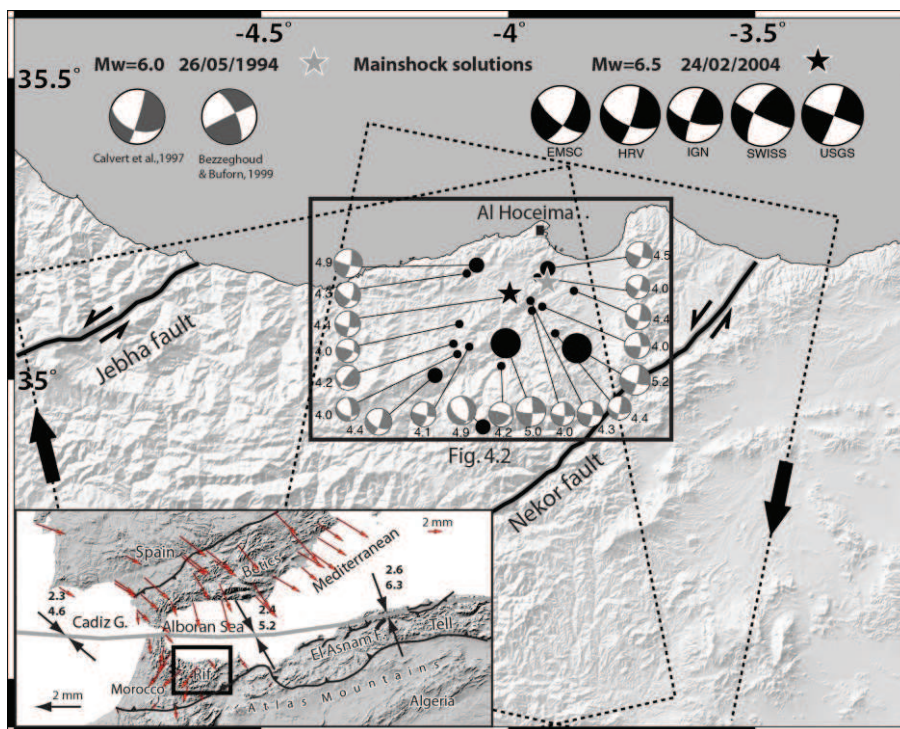 -4.5°
-4°
-3.5°
35.5°
35°
Mw=6.0 26/05/1994
Mainshock solutions
Mw=6.5 24/02/2004
Calvert et al.,1997
Bezzeghoud
& Buforn, 1999
EMSC
HRV
IGN
SWISS
USGS
Al Hoceima
4.9
4.3
4.1
4.0
4.2
4.0
4.4
4.1
4.9
4.2
5.0
4.0
4.3
4.4
4.5
4.0
4.4
4.0
5.2
Jebha fault
Nekor fault
Fig. 4.2
2 mm
Spain
Betics
Mediterranean
2.3
4.6
Cadiz G.
Alboran Sea
2.4
5.2
2.6
6.3
El Asnam F.
Tell
Rif
Morocco
Atlas Mountains
Algeria
2 mm